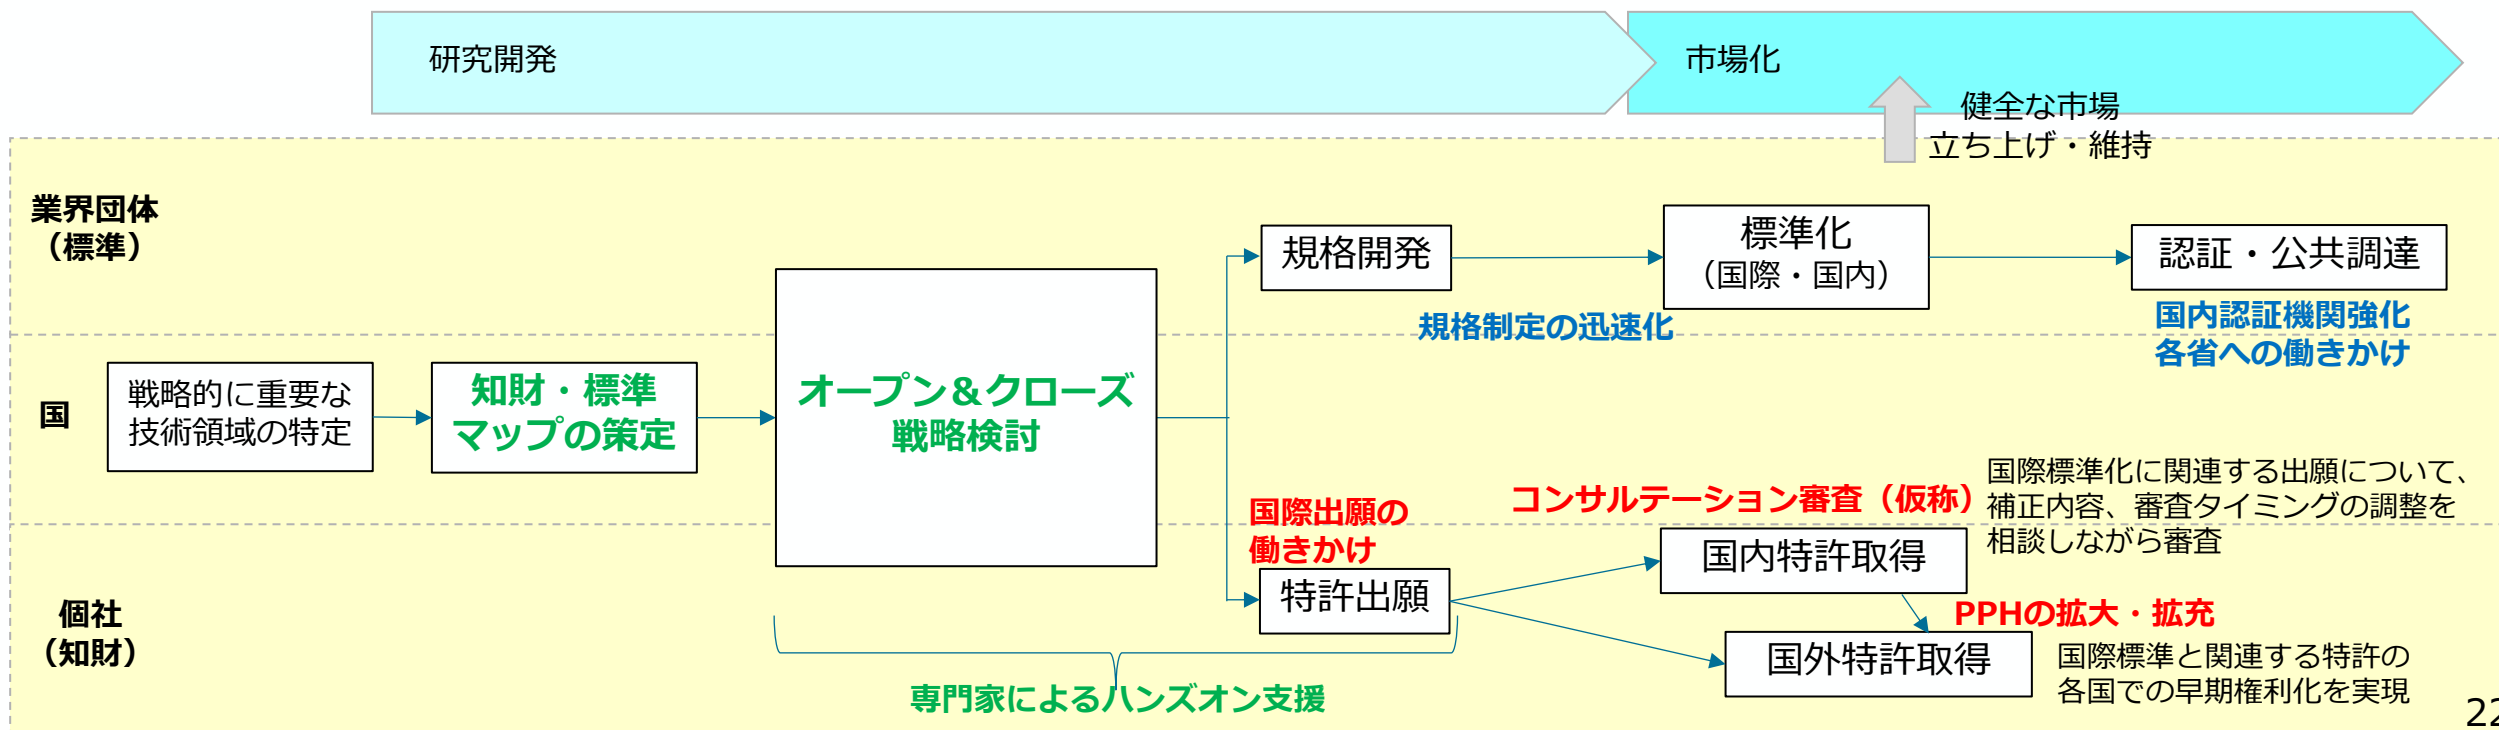 研究開発
市場化
健全な市場
立ち上げ・維持
業界団体
（標準）
規格開発
標準化
（国際・国内）
認証・公共調達
規格制定の迅速化
国内認証機関強化
各省への働きかけ
国
戦略的に重要な
技術領域の特定
知財・標準
マップの策定
オープン＆クローズ
戦略検討
国際出願の
働きかけ
コンサルテーション審査（仮称）
国際標準化に関連する出願について、
補正内容、審査タイミングの調整を
相談しながら審査
個社
（知財）
特許出願
国内特許取得
PPHの拡大・拡充
国外特許取得
国際標準と関連する特許の
各国での早期権利化を実現
専門家によるハンズオン支援
22